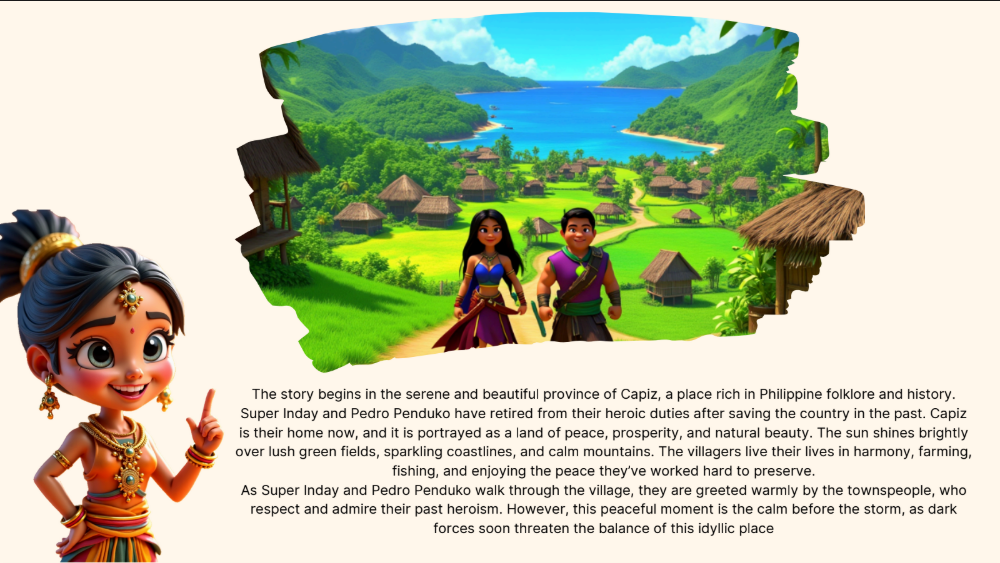 The story begins in the serene and beautiful province of Capiz, a place rich in Philippine folklore and history.
Super Inday and Pedro Penduko have retired from their heroic duties after saving the country in the past. Capiz
is their home now, and it is portrayed as a land of peace, prosperity, and natural beauty. The sun shines brightly
over lush green fields, sparkling coastlines, and calm mountains. The villagers live their lives in harmony, farming,
fishing, and enjoying the peace they’ve worked hard to preserve.
As Super Inday and Pedro Penduko walk through the village, they are greeted warmly by the townspeople, who
respect and admire their past heroism. However, this peaceful moment is the calm before the storm, as dark
forces soon threaten the balance of this idyllic place